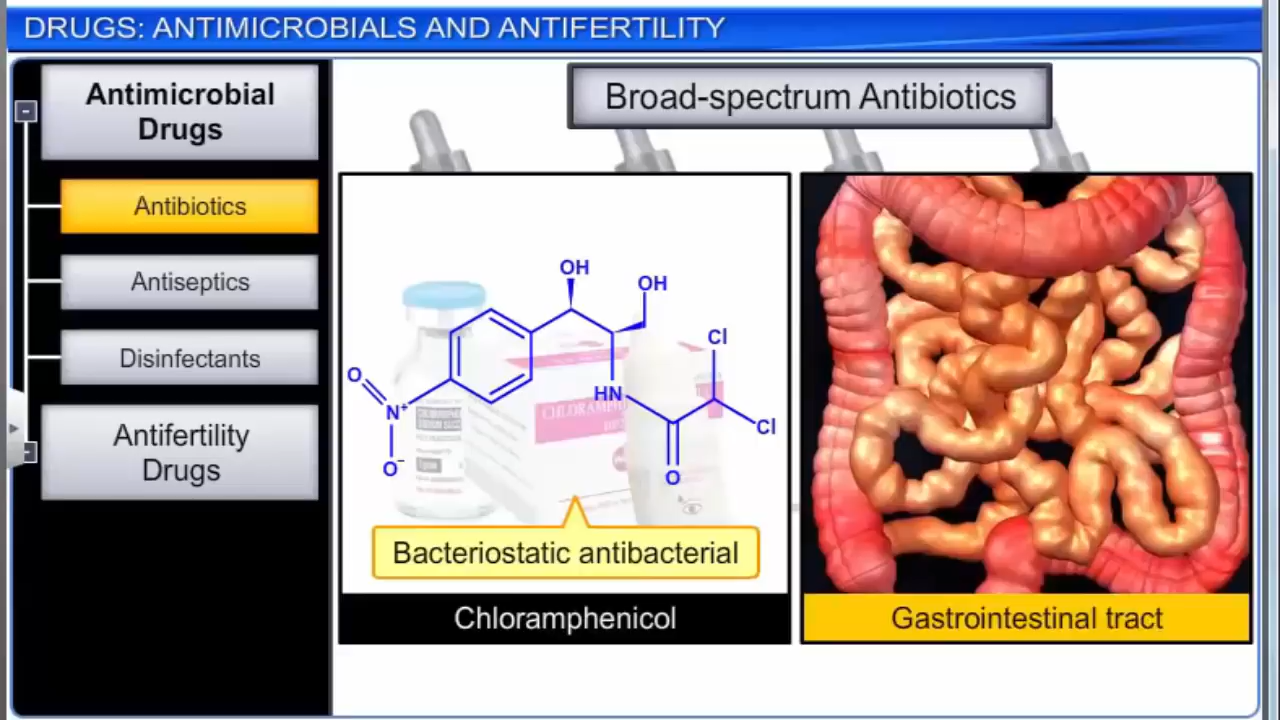 DRUGS: ANTIMICROBIALS AND ANTIFERTILITY
Antimicrobial
Drugs
Antibiotics
Antiseptics
Disinfectants
Antifertility
Drugs
Broad-spectrum Antibiotics
OH
OH
Cl
HN
Cl
O
N+
O−
O
Bacteriostatic antibacterial
Chloramphenicol
Gastrointestinal tract